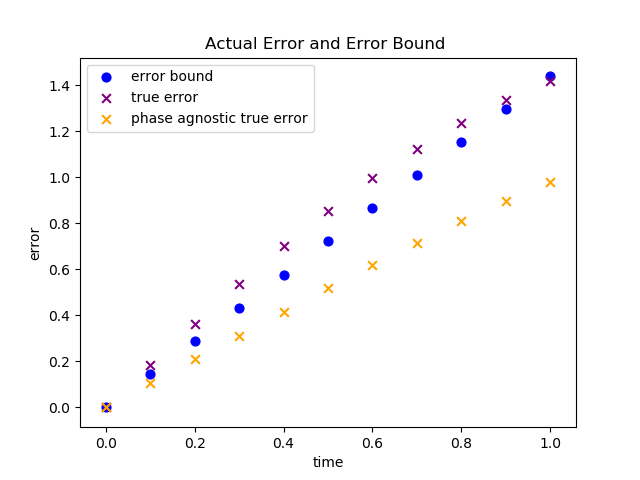 Actual Error and Error Bound
error bound
true error
phase agnostic true error
1.4
1.2
1.0
0.8
0.6
0.4
0.2
0.0
error
0.0 0.2 0.4 0.6 0.8 1.0
time